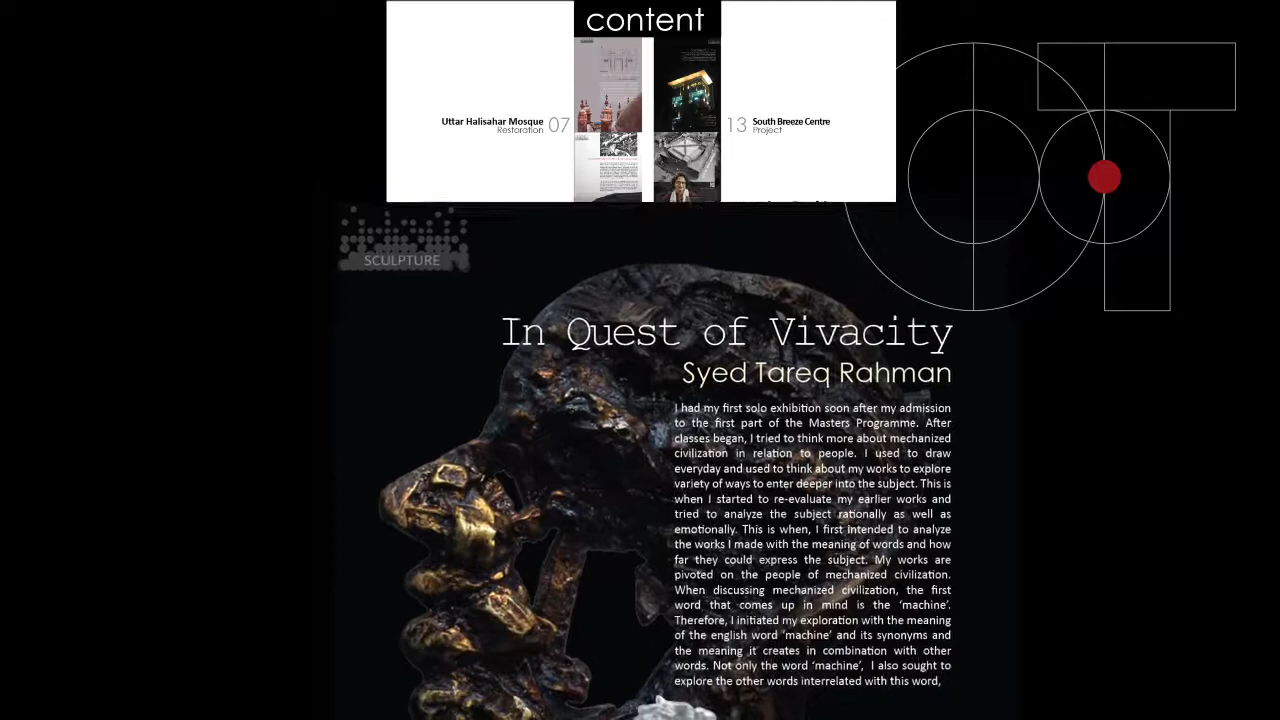 content
Uttar Halisahar Mosque
Restoration
07
13
South Breeze Centre
Project
SCULPTURE
In Quest of Vivacity
Syed Tareq Rahman
I had my first solo exhibition soon after my admission
to the first part of the Masters Programme. After
classes began, I tried to think more about mechanized
civilization in relation to people. I used to draw
everyday and used to think about my works to explore
variety of ways to enter deeper into the subject. This is
when I started to re-evaluate my earlier works and
tried to analyze the subject rationally as well as
emotionally. This is when, I first intended to analyze
the works I made with the meaning of words and how
far they could express the subject. My works are
pivoted on the people of mechanized civilization.
When discussing mechanized civilization, the first
word that comes up in mind is the ‘machine’.
Therefore, I initiated my exploration with the meaning
of the english word ‘machine’ and its synonyms and
the meaning it creates in combination with other
words. Not only the word ‘machine’, I also sought to
explore the other words interrelated with this word,